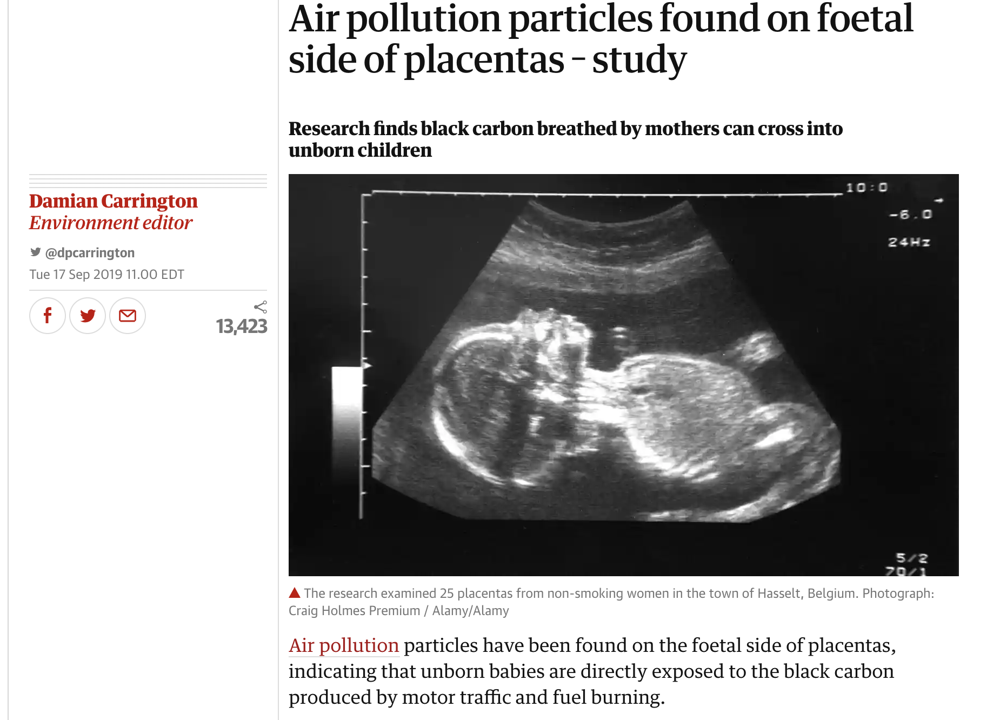 Air pollution particles found on foetal
side of placentas – study
Research finds black carbon breathed by mothers can cross into
unborn children
Damian Carrington
Environment editor
@dpcarrington
Tue 17 Sep 2019 11.00 EDT
13,423
10:0
-6.0
24Hz
5/2
70/1
The research examined 25 placentas from non-smoking women in the town of Hasselt, Belgium. Photograph:
Craig Holmes Premium / Alamy/Alamy
Air pollution particles have been found on the foetal side of placentas,
indicating that unborn babies are directly exposed to the black carbon
produced by motor traffic and fuel burning.